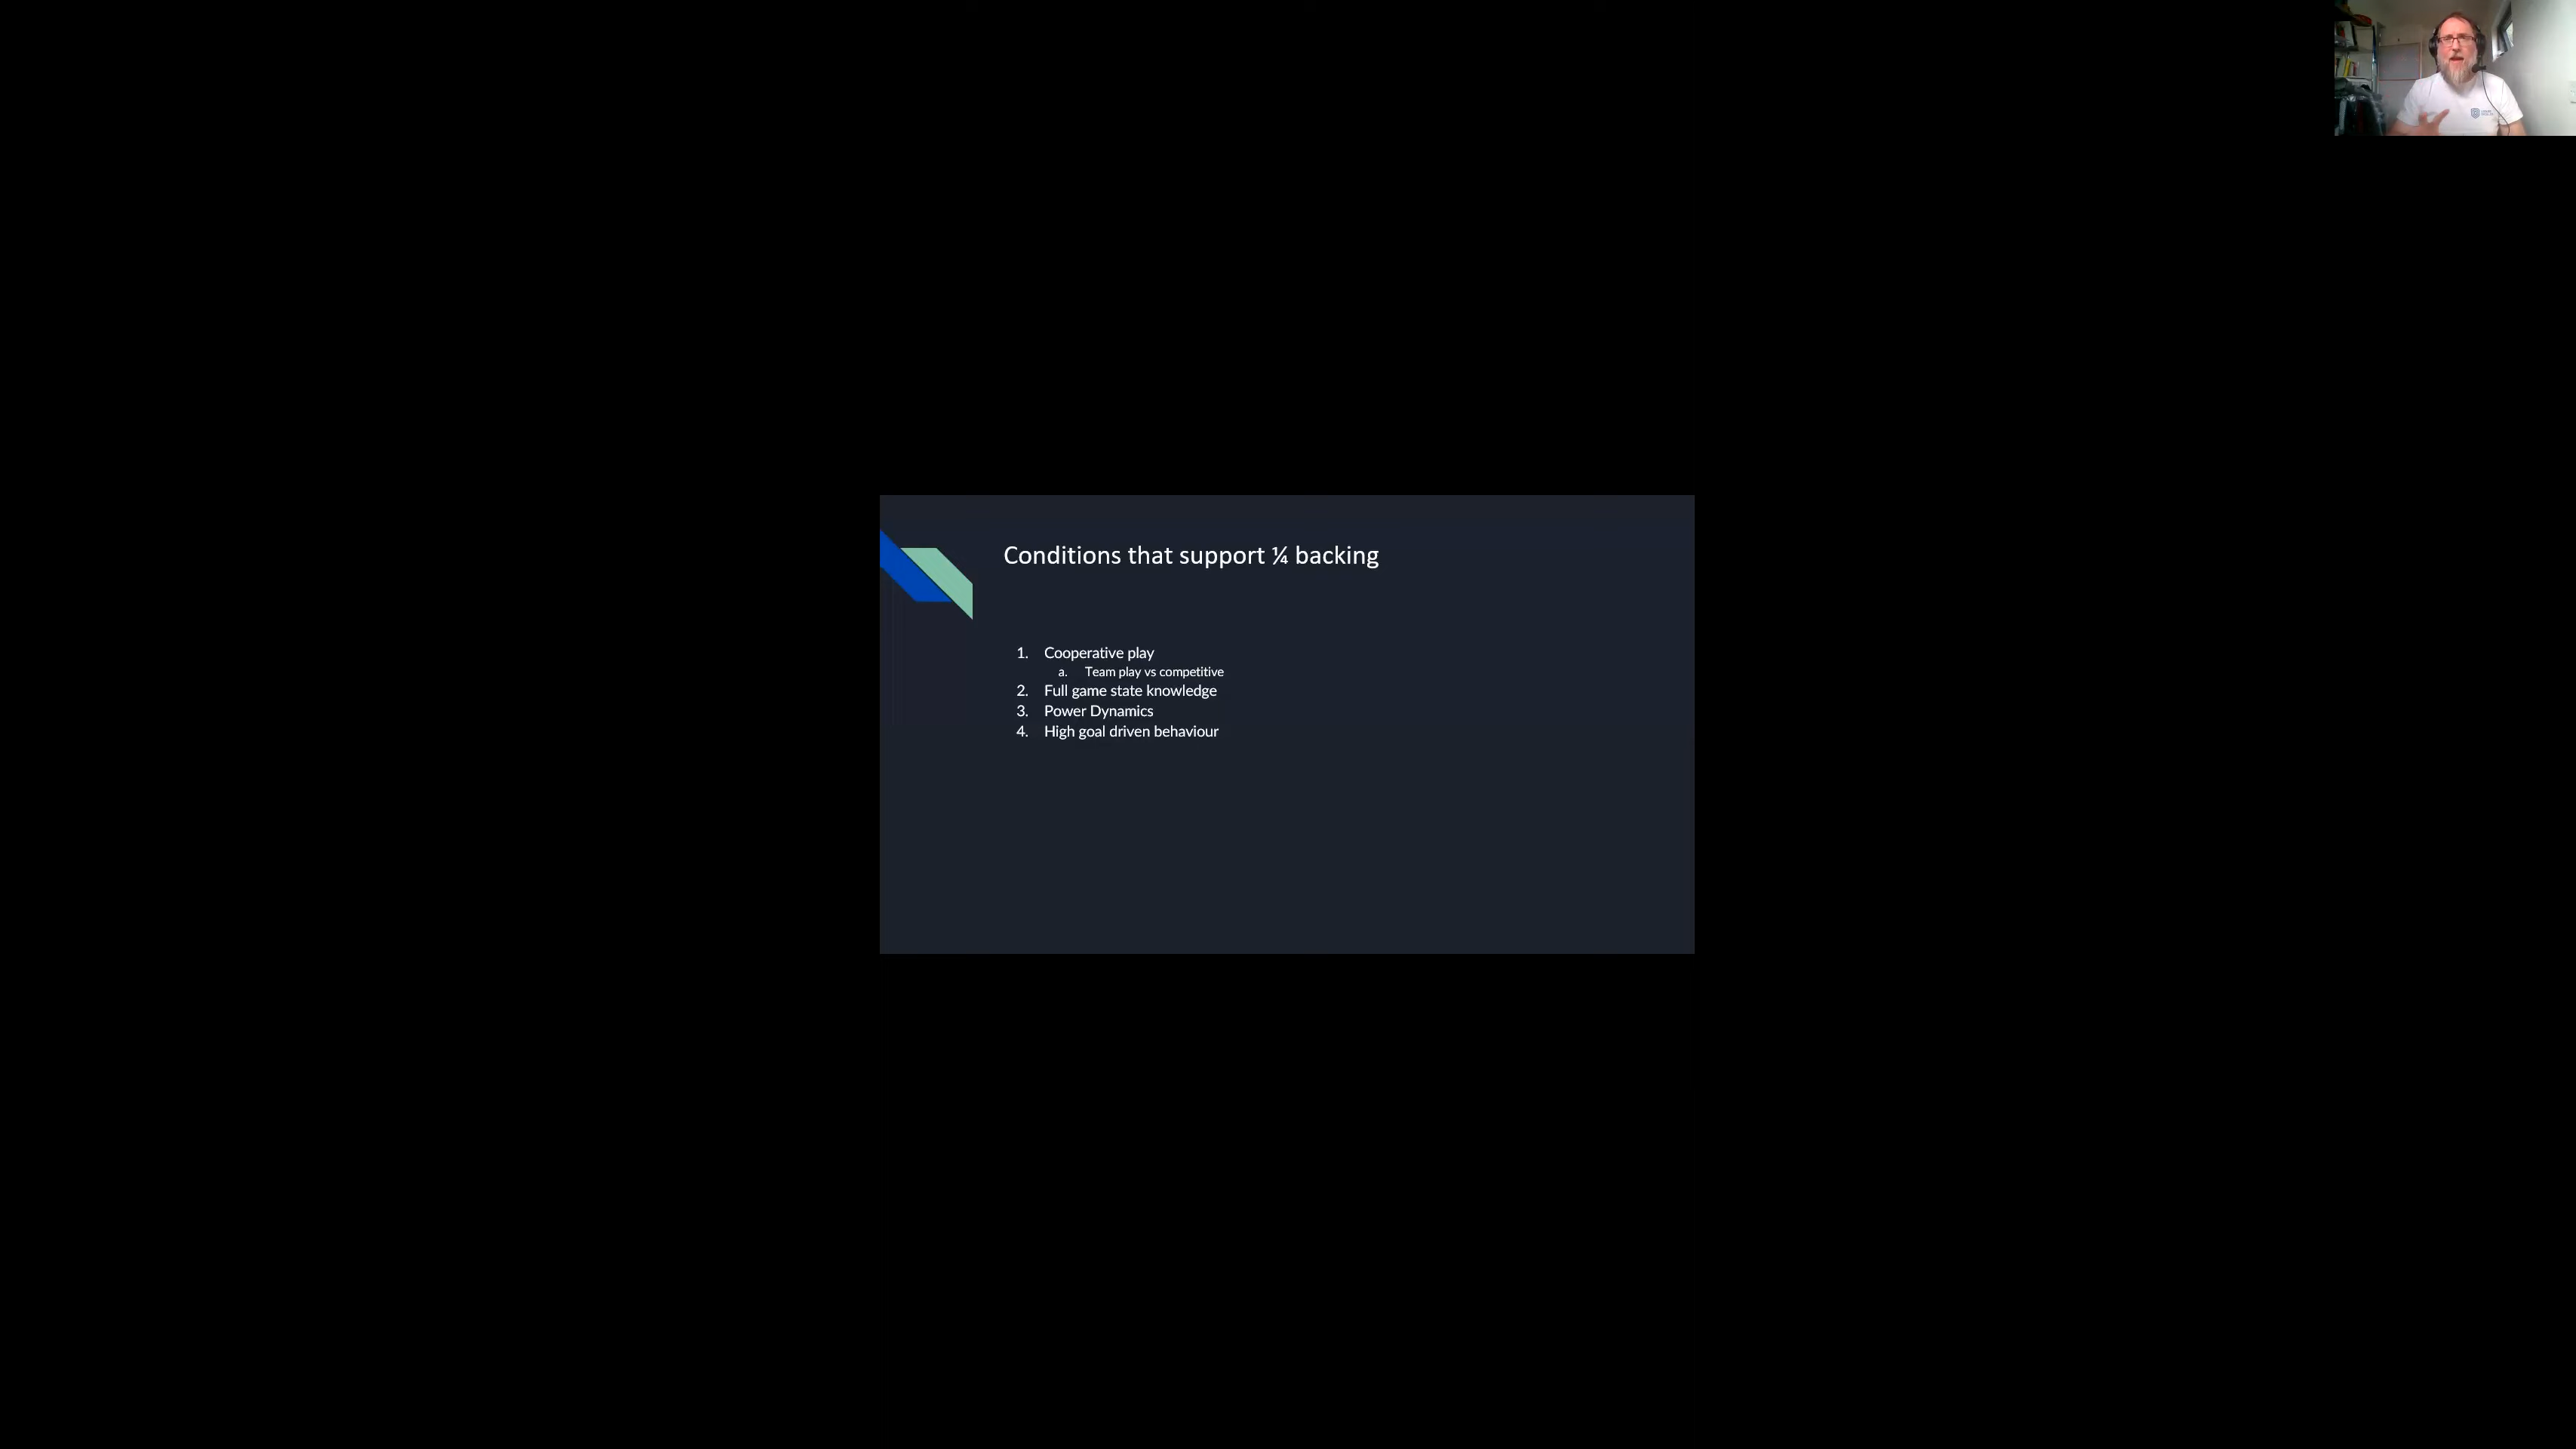 Conditions that support ¼ backing
1. Cooperative play
a. Team play vs competitive
2. Full game state knowledge
3. Power Dynamics
4. High goal driven behaviour